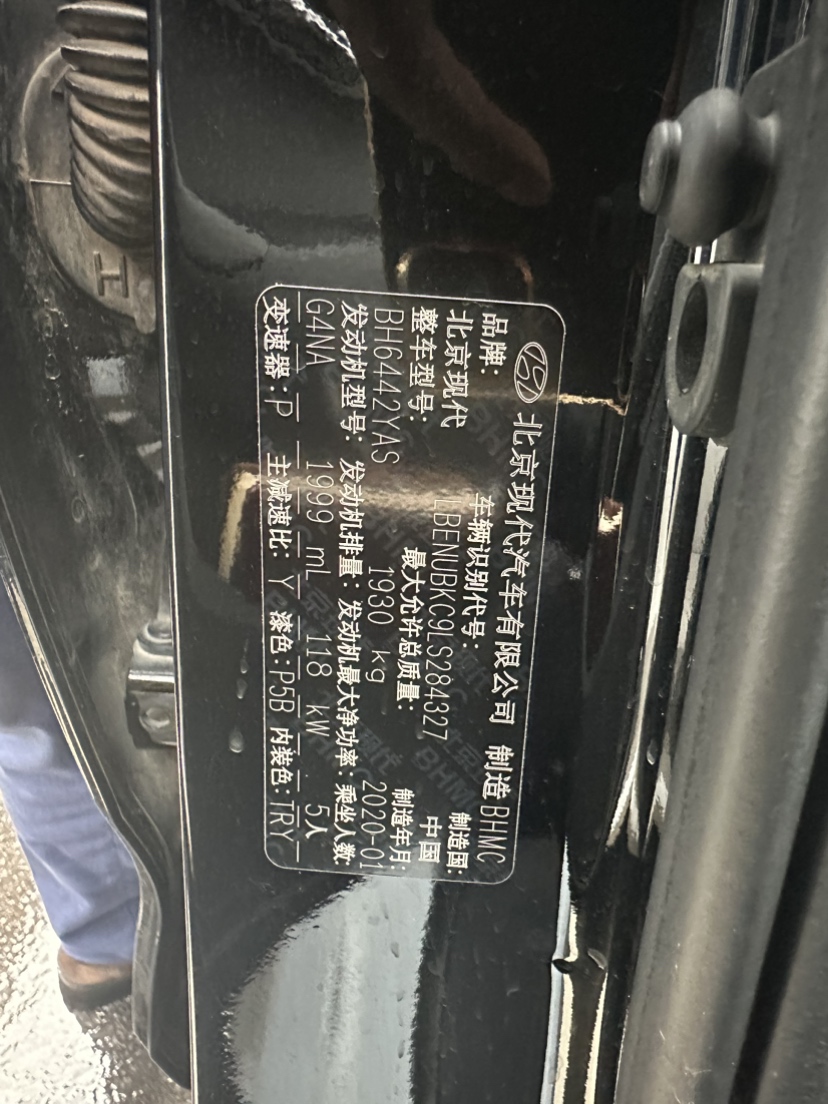 北京现代汽车有限公司 制造 BHMC
品牌: 车辆识别代号: 制造国:
北京现代 LBENUBKC9LS284327 中国
整车型号: 最大允许总质量: 制造年月:
BH6442YAS 1930 kg 2020-01
发动机型号: 发动机排量: 发动机最大净功率: 乘坐人数:
G4NA 1999 mL 118 kW 5人
变速器: P 主减速比: Y 漆色: P5B 内装色: TRY